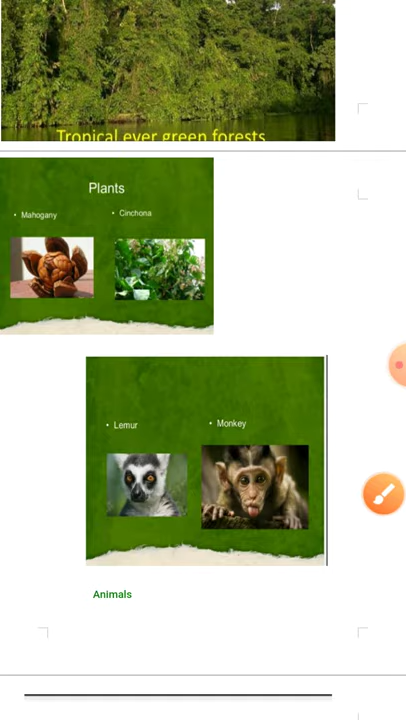 Tropical ever green forests
Plants
• Mahogany
• Cinchona
• Lemur
• Monkey
Animals